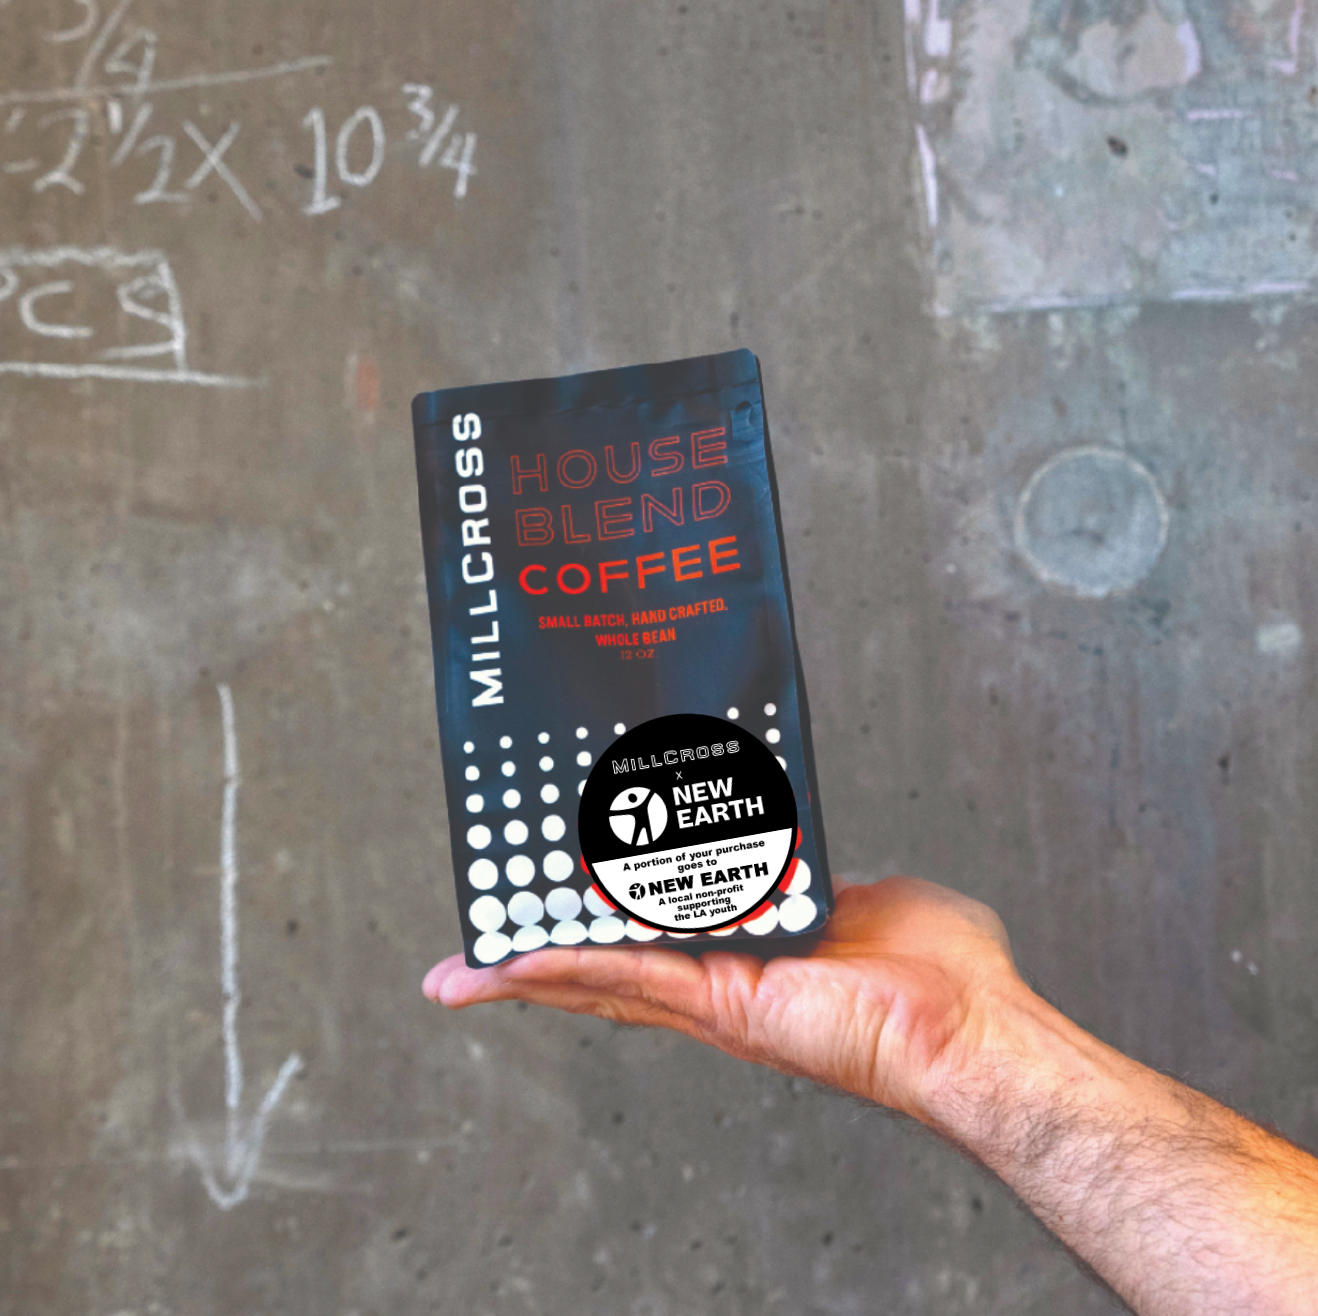 3/4
-2 1/2 X 10 3/4
PCS
MILLCROSS
HOUSE
BLEND
COFFEE
SMALL BATCH, HAND CRAFTED.
WHOLE BEAN
12 OZ.
MILLCROSS
X
NEW
EARTH
A portion of your purchase
goes to
NEW EARTH
A local non-profit
supporting
the LA youth